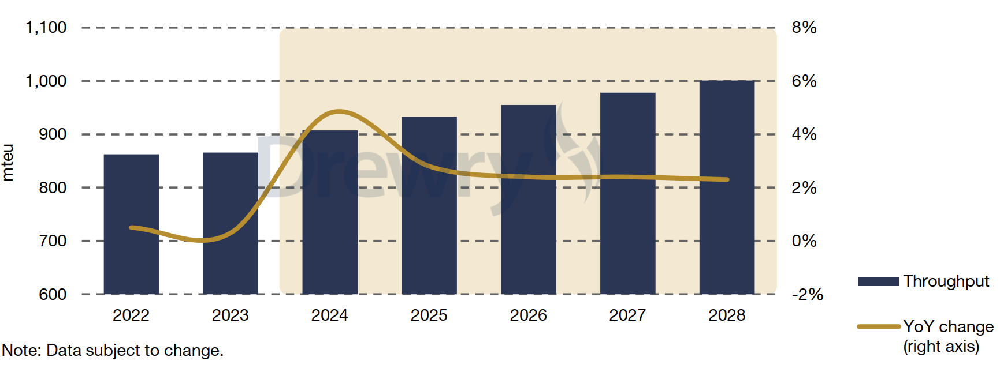 1,100
1,000
900
800
700
600
mteu
8%
6%
4%
2%
0%
-2%
Drewry
2022 2023 2024 2025 2026 2027 2028
Throughput
YoY change
(right axis)
Note: Data subject to change.